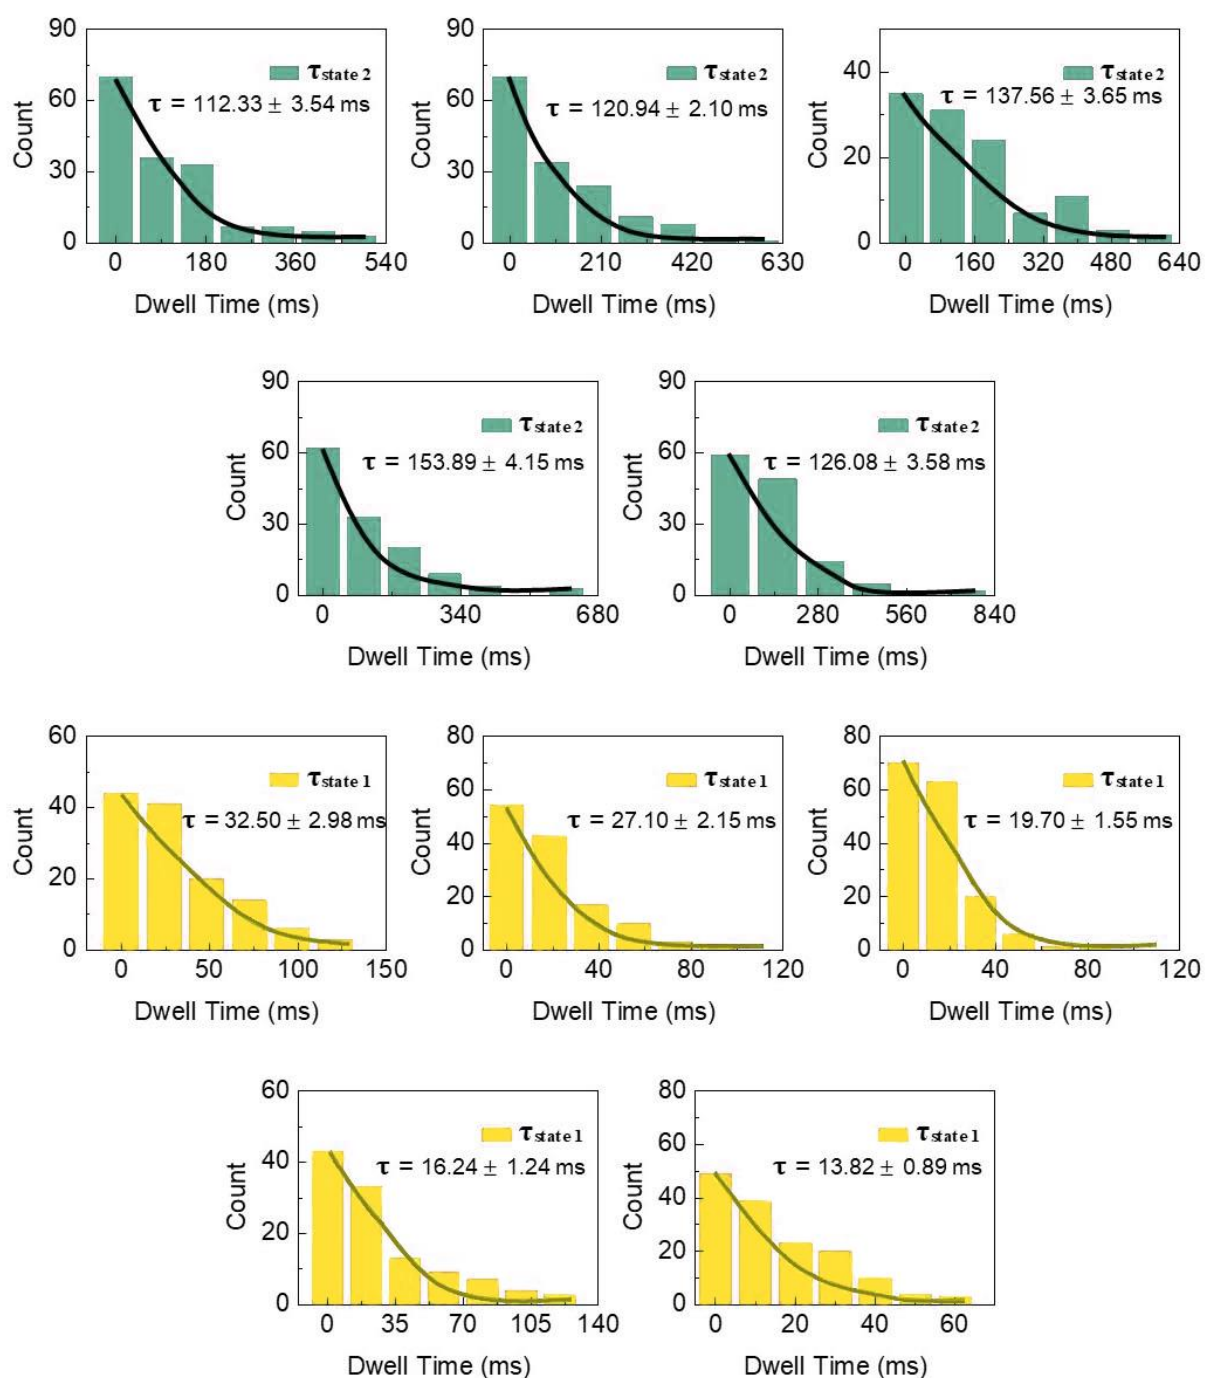 90
60
30
0
Count
τstate 2
τ = 112.33 ± 3.54 ms
0 180 360 540
Dwell Time (ms)
90
60
30
0
Count
τstate 2
τ = 120.94 ± 2.10 ms
0 210 420 630
Dwell Time (ms)
40
20
0
Count
τstate 2
τ = 137.56 ± 3.65 ms
0 160 320 480 640
Dwell Time (ms)
90
60
30
0
Count
τstate 2
τ = 153.89 ± 4.15 ms
0 340 680
Dwell Time (ms)
90
60
30
0
Count
τstate 2
τ = 126.08 ± 3.58 ms
0 280 560 840
Dwell Time (ms)
60
40
20
0
Count
τstate 1
τ = 32.50 ± 2.98 ms
0 50 100 150
Dwell Time (ms)
80
60
40
20
0
Count
τstate 1
τ = 27.10 ± 2.15 ms
0 40 80 120
Dwell Time (ms)
80
60
40
20
0
Count
τstate 1
τ = 19.70 ± 1.55 ms
0 40 80 120
Dwell Time (ms)
60
40
20
0
Count
τstate 1
τ = 16.24 ± 1.24 ms
0 35 70 105 140
Dwell Time (ms)
80
60
40
20
0
Count
τstate 1
τ = 13.82 ± 0.89 ms
0 20 40 60
Dwell Time (ms)